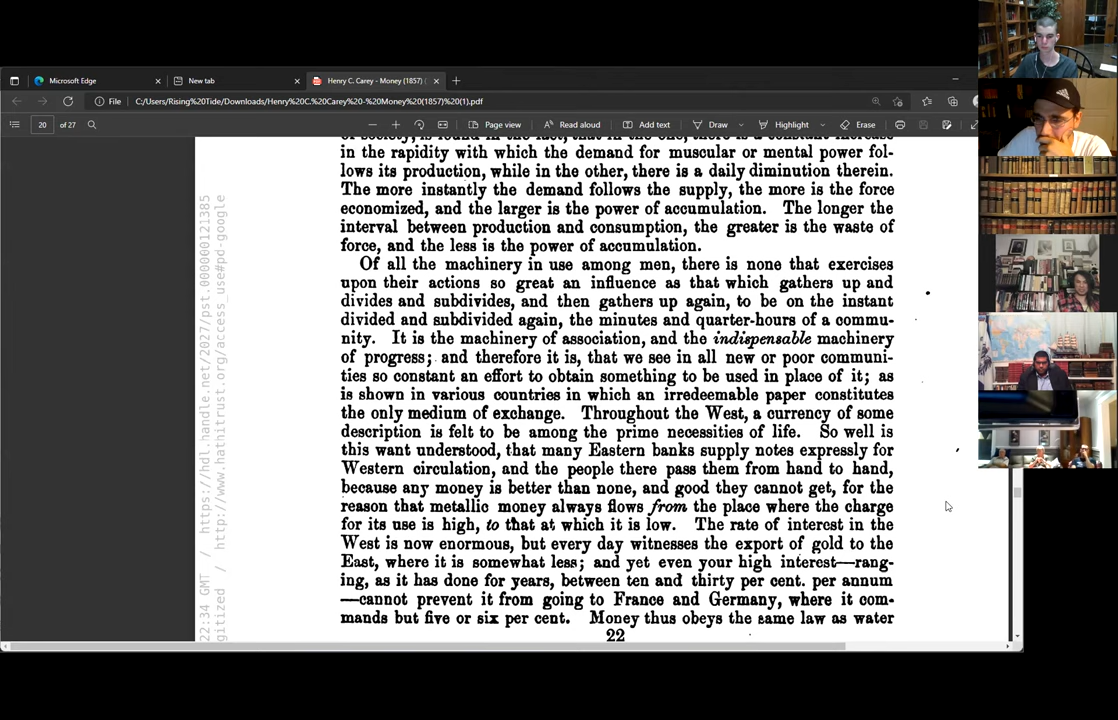 Microsoft Edge
New tab
Henry C. Carey - Money (1857) (
File
C:/Users/Rising%20Tide/Downloads/Henry%20C.%20Carey%20-%20Money%20(1857)%20(1).pdf
20 of 27
Page view
Read aloud
Add text
Draw
Highlight
Erase
in the rapidity with which the demand for muscular or mental power fol-
lows its production, while in the other, there is a daily diminution therein.
The more instantly the demand follows the supply, the more is the force
economized, and the larger is the power of accumulation. The longer the
interval between production and consumption, the greater is the waste of
force, and the less is the power of accumulation.
Of all the machinery in use among men, there is none that exercises
upon their actions so great an influence as that which gathers up and
divides and subdivides, and then gathers up again, to be on the instant
divided and subdivided again, the minutes and quarter-hours of a commu-
nity. It is the machinery of association, and the indispensable machinery
of progress; and therefore it is, that we see in all new or poor communi-
ties so constant an effort to obtain something to be used in place of it; as
is shown in various countries in which an irredeemable paper constitutes
the only medium of exchange. Throughout the West, a currency of some
description is felt to be among the prime necessities of life. So well is
this want understood, that many Eastern banks supply notes expressly for
Western circulation, and the people there pass them from hand to hand,
because any money is better than none, and good they cannot get, for the
reason that metallic money always flows from the place where the charge
for its use is high, to that at which it is low. The rate of interest in the
West is now enormous, but every day witnesses the export of gold to the
East, where it is somewhat less; and yet even your high interest—rang-
ing, as it has done for years, between ten and thirty per cent. per annum
—cannot prevent it from going to France and Germany, where it com-
mands but five or six per cent. Money thus obeys the same law as water
22
22:34 GMT / https://hdl.handle.net/2027/pst.000000121385
gitized / http://www.hathitrust.org/access_use#pd-google